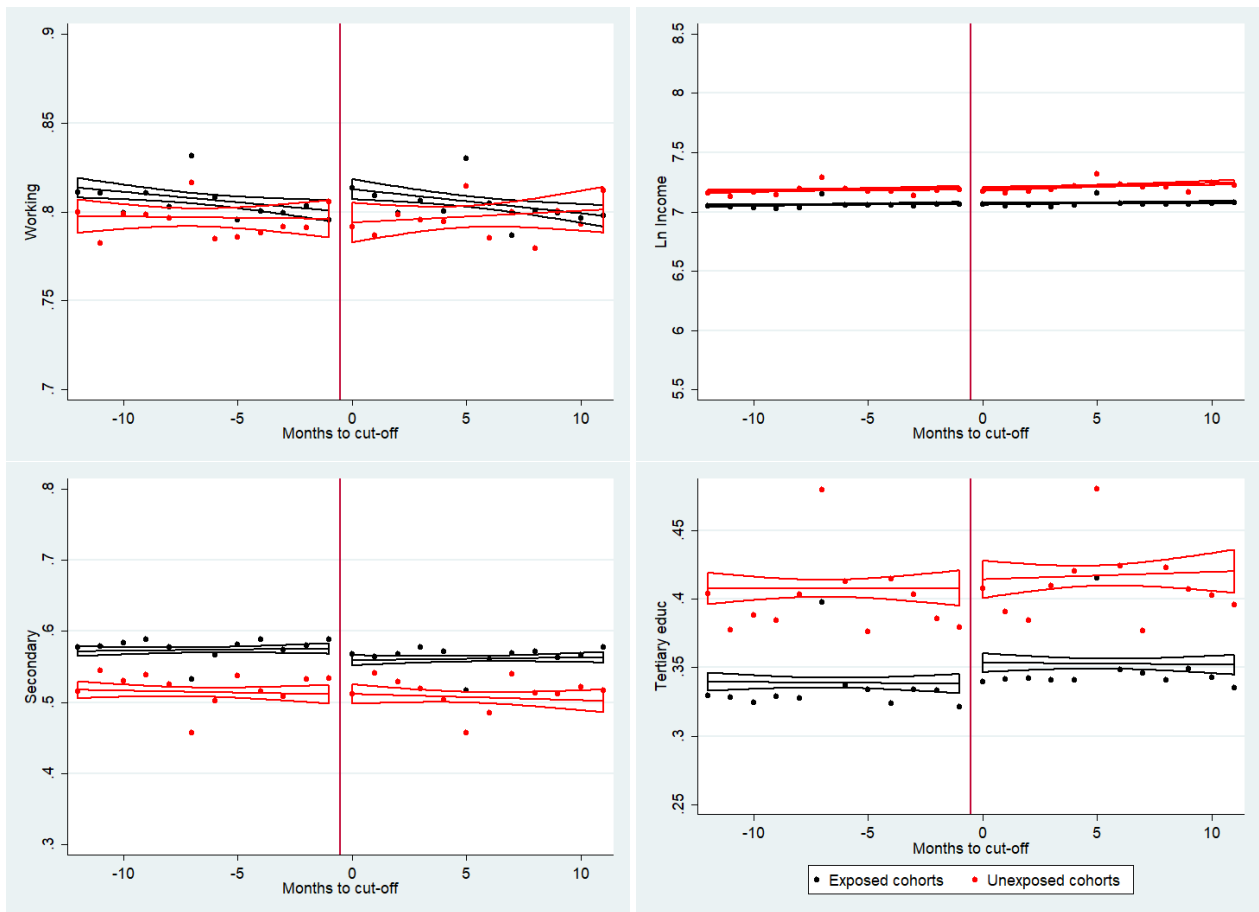 Working
.9
.85
.8
.75
.7
-10 -5 0 5 10
Months to cut-off
Ln Income
8.5
8
7.5
7
6.5
6
5.5
-10 -5 0 5 10
Months to cut-off
Secondary
.8
.7
.6
.5
.4
.3
-10 -5 0 5 10
Months to cut-off
Tertiary educ
.45
.4
.35
.3
.25
-10 -5 0 5 10
Months to cut-off
Exposed cohorts Unexposed cohorts